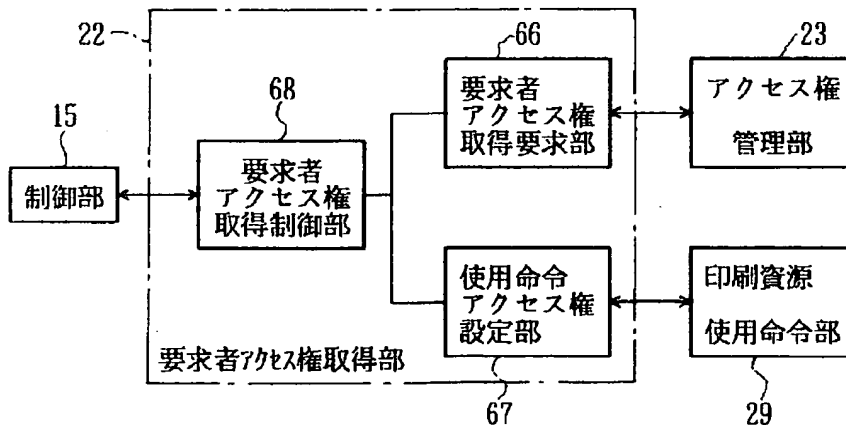 22
66
23
要求者
アクセス権
取得要求部
アクセス権
管理部
68
15
制御部
要求者
アクセス権
取得制御部
使用命令
アクセス権
設定部
印刷資源
使用命令部
要求者アクセス権取得部
67
29